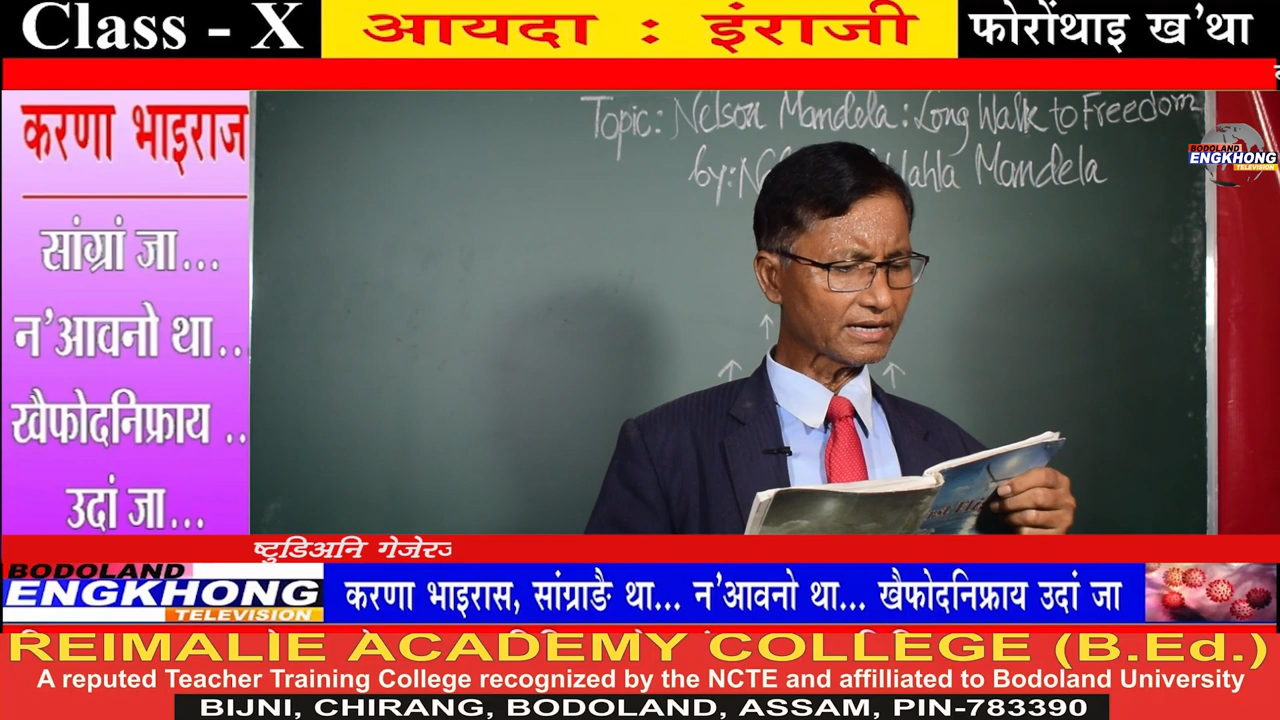 Class - X
आयदा : इंराजी
फोरोंथाइ ख'था
करणा भाइराज
सांग्रां जा...
न'आवनो था..
खैफोदनिफ्राय ..
उदां जा...
Topic: Nelson Mandela: Long Walk to Freedom
by: Mandela
BODOLAND
ENGKHONG
TELEVISION
ष्टुडिअनि गेजेरज
BODOLAND
ENGKHONG
TELEVISION
करणा भाइरास, सांग्राङै था... न'आवनो था... खैफोदनिफ्राय उदां जा
REIMALIE ACADEMY COLLEGE (B.Ed.)
A reputed Teacher Training College recognized by the NCTE and affiliated to Bodoland University
BIJNI, CHIRANG, BODOLAND, ASSAM, PIN-783390